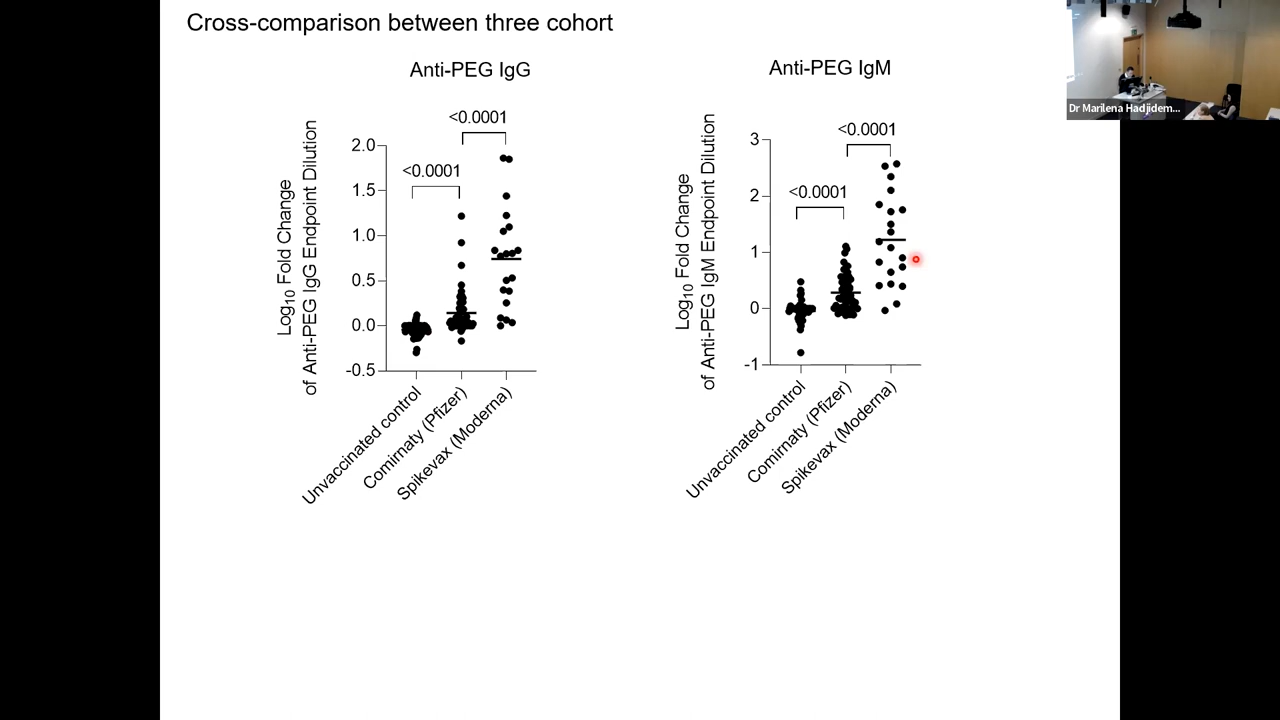 Cross-comparison between three cohort
Anti-PEG IgG
Log10 Fold Change
of Anti-PEG IgG Endpoint Dilution
2.0
1.5
1.0
0.5
0.0
-0.5
<0.0001
<0.0001
Unvaccinated control
Comirnaty (Pfizer)
Spikevax (Moderna)
Anti-PEG IgM
Log10 Fold Change
of Anti-PEG IgM Endpoint Dilution
3
2
1
0
-1
<0.0001
<0.0001
Unvaccinated control
Comirnaty (Pfizer)
Spikevax (Moderna)
Dr Marilena Hadjidem...